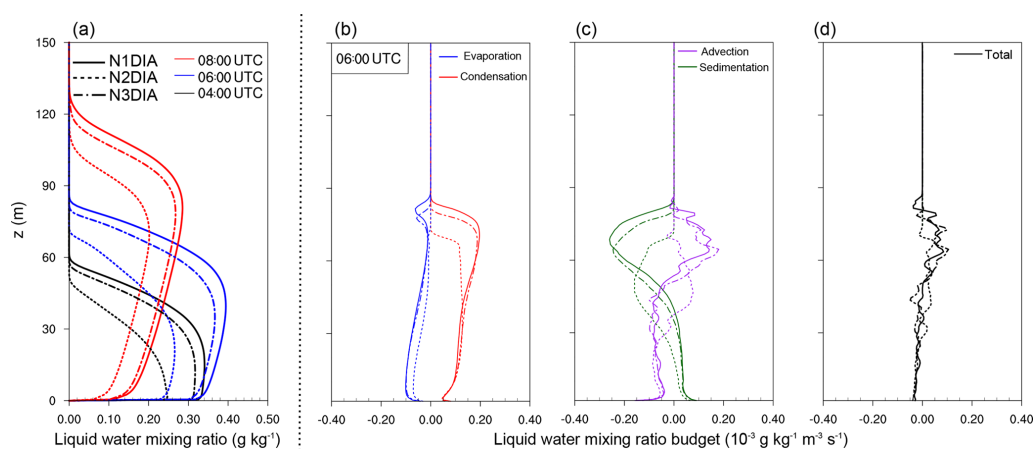 (a)
(b)
(c)
(d)
N1DIA
N2DIA
N3DIA
08:00 UTC
06:00 UTC
04:00 UTC
06:00 UTC
Evaporation
Condensation
Advection
Sedimentation
Total
z (m)
150
120
90
60
30
0
0.00 0.10 0.20 0.30 0.40 0.50
-0.40 -0.20 0.00 0.20 0.40
-0.40 -0.20 0.00 0.20 0.40
-0.40 -0.20 0.00 0.20 0.40
Liquid water mixing ratio (g kg⁻¹)
Liquid water mixing ratio budget (10⁻³ g kg⁻¹ m⁻³ s⁻¹)